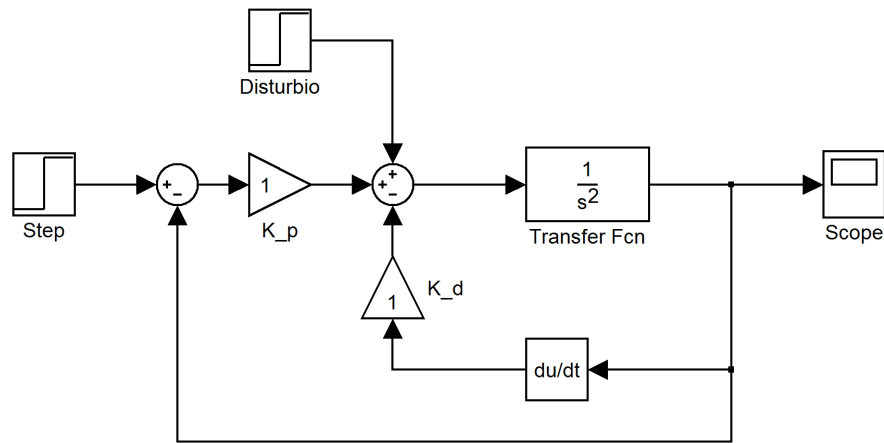 Disturbio
Step
+
−
1
K_p
+
+
−
1
s2
Transfer Fcn
Scope
1
K_d
du/dt